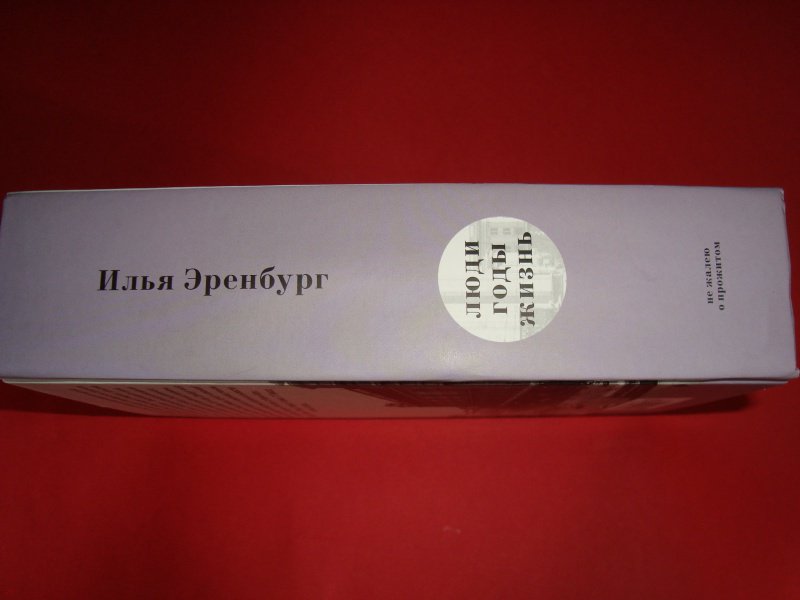 Илья Эренбург
люди
годы
жизнь
не жалею
о прожитом